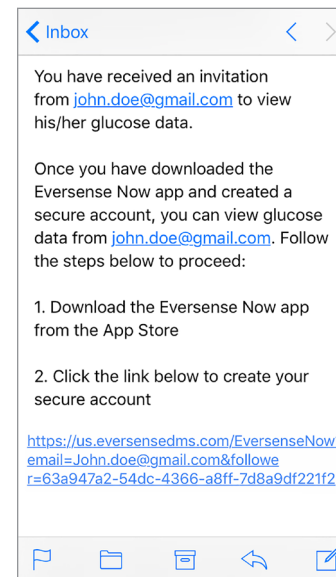 Inbox
You have received an invitation
from john.doe@gmail.com to view
his/her glucose data.
Once you have downloaded the
Eversense Now app and created a
secure account, you can view glucose
data from john.doe@gmail.com. Follow
the steps below to proceed:
1. Download the Eversense Now app
from the App Store
2. Click the link below to create your
secure account
https://us.eversensedms.com/EversenseNow
email=John.doe@gmail.com&followe
r=63a947a2-54dc-4366-a8ff-7d8a9df221f2